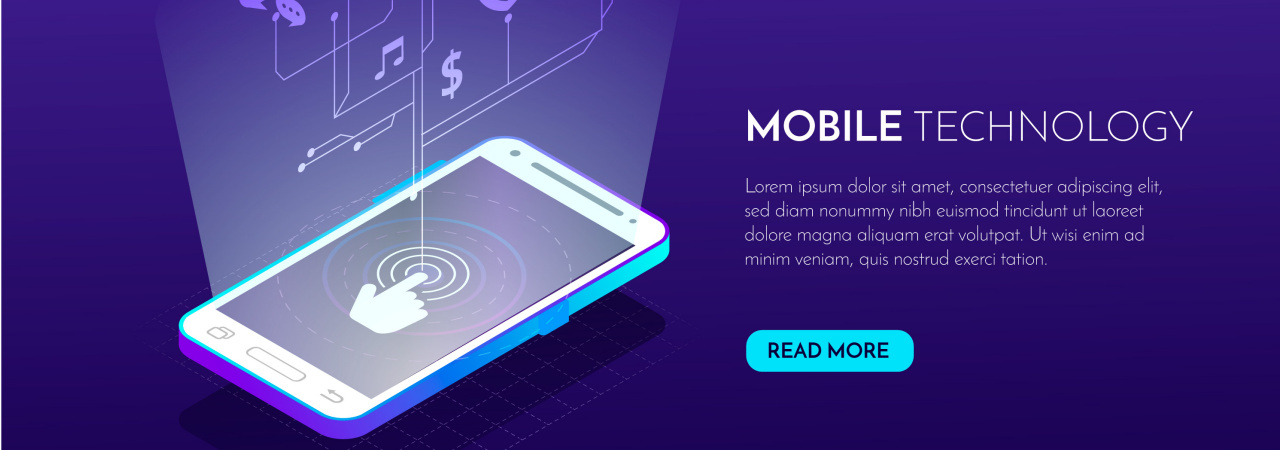 $
MOBILE TECHNOLOGY
Lorem ipsum dolor sit amet, consectetuer adipiscing elit,
sed diam nonummy nibh euismod tincidunt ut laoreet
dolore magna aliquam erat volutpat. Ut wisi enim ad
minim veniam, quis nostrud exerci tation.
READ MORE